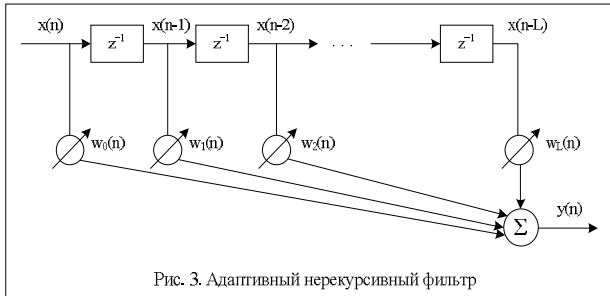 x(n) x(n-1) x(n-2) . . . x(n-L)
z⁻¹ z⁻¹ z⁻¹
w₀(n) w₁(n) w₂(n) w_L(n)
Σ y(n)
Рис. 3. Адаптивный нерекурсивный фильтр